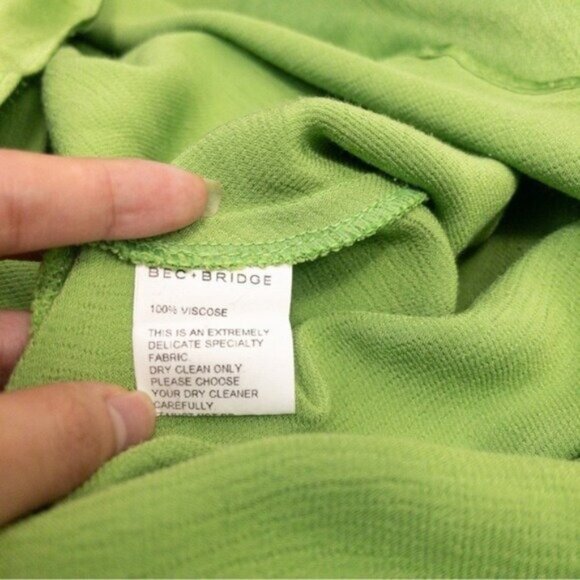 BEC + BRIDGE
100% VISCOSE
THIS IS AN EXTREMELY
DELICATE SPECIALTY
FABRIC
DRY CLEAN ONLY
PLEASE CHOOSE
YOUR DRY CLEANER
CAREFULLY